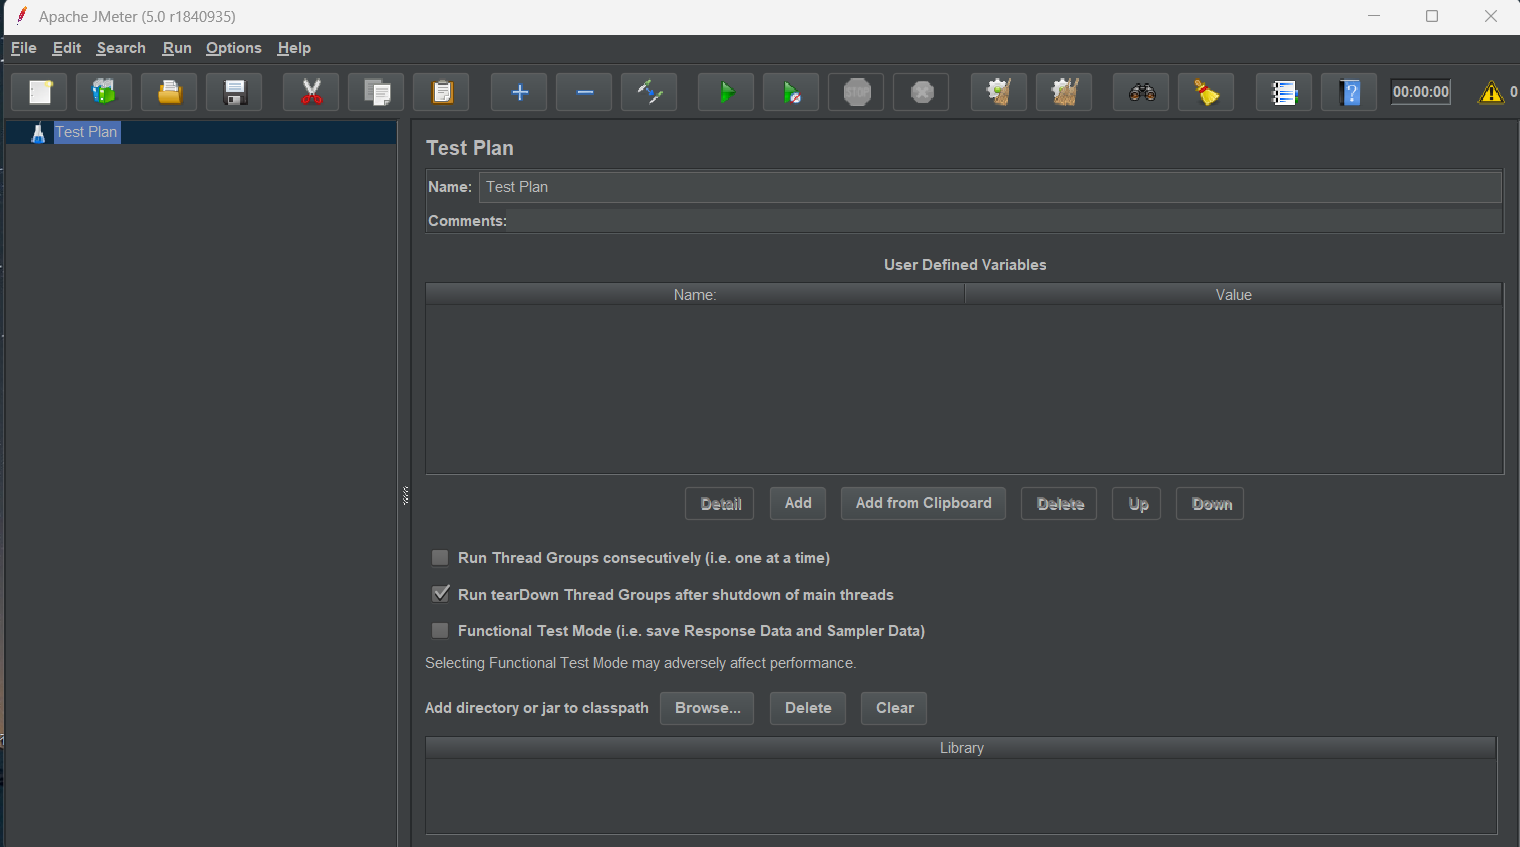 Apache JMeter (5.0 r1840935)
File Edit Search Run Options Help
STOP ? 00:00:00 0
Test Plan
Test Plan
Name: Test Plan
Comments:
User Defined Variables
Name: Value
Detail Add Add from Clipboard Delete Up Down
Run Thread Groups consecutively (i.e. one at a time)
Run tearDown Thread Groups after shutdown of main threads
Functional Test Mode (i.e. save Response Data and Sampler Data)
Selecting Functional Test Mode may adversely affect performance.
Add directory or jar to classpath Browse... Delete Clear
Library